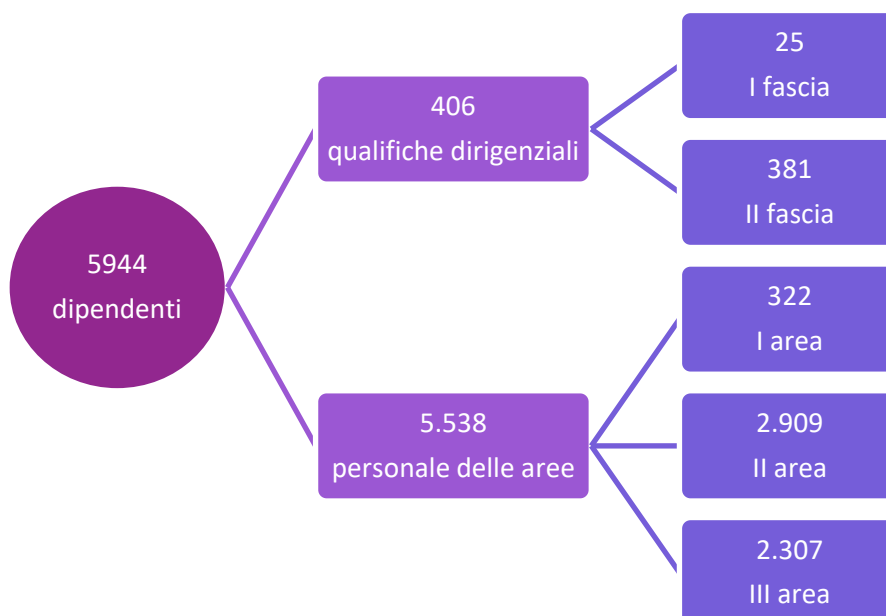 5944
dipendenti
406
qualifiche dirigenziali
25
I fascia
381
II fascia
5.538
personale delle aree
322
I area
2.909
II area
2.307
III area